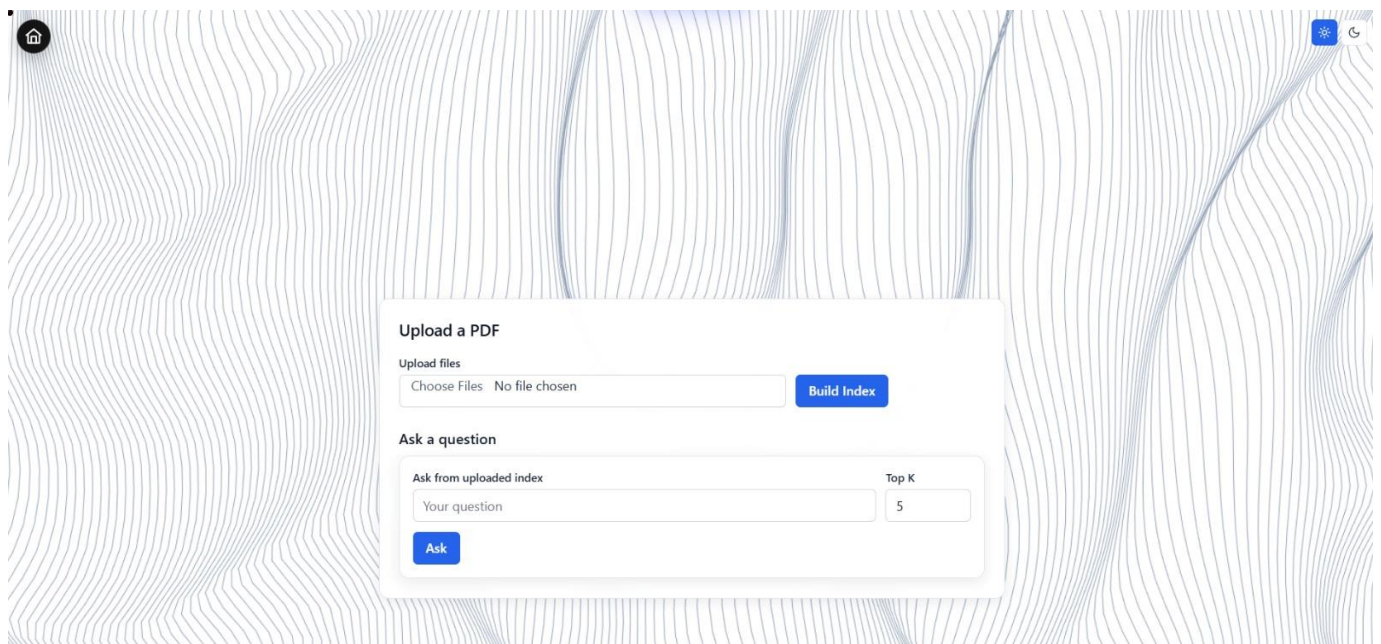 Upload a PDF
Upload files
Choose Files No file chosen
Build Index
Ask a question
Ask from uploaded index
Top K
Your question
5
Ask